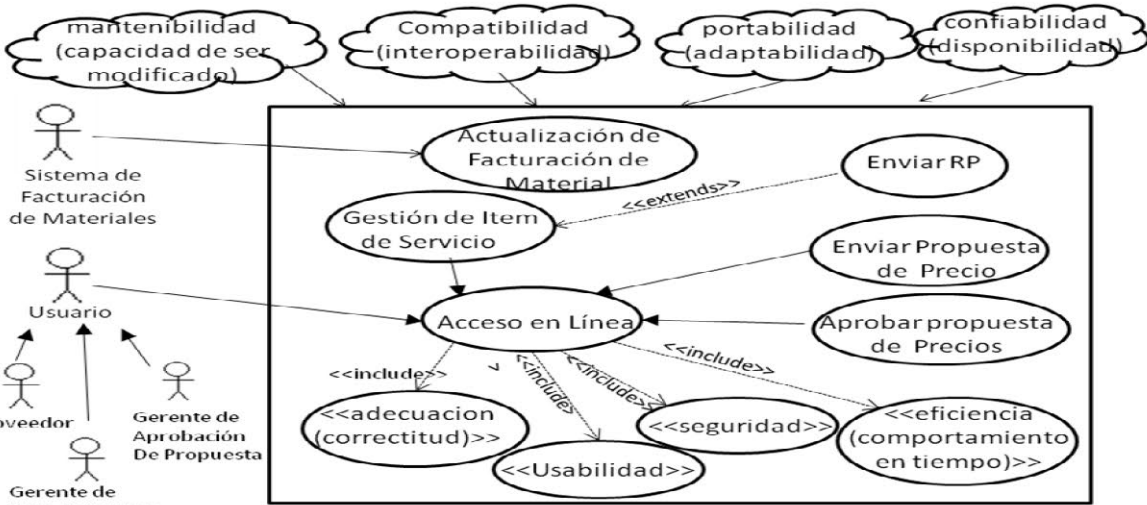 mantenibilidad
(capacidad de ser
modificado)
Compatibilidad
(interoperabilidad)
portabilidad
(adaptabilidad)
confiabilidad
(disponibilidad)
Sistema de
Facturación
de Materiales
Actualización de
Facturación de
Material
Enviar RP
<<extends>>
Gestión de Item
de Servicio
Enviar Propuesta
de Precio
Usuario
Acceso en Línea
Aprobar propuesta
de Precios
<<include>>
<<include>
>
<<include>>
<<include>>
<<adecuacion
(correctitud)>>
<<Usabilidad>>
<<seguridad>>
<<eficiencia
(comportamiento
en tiempo)>>
oveedor
Gerente de
Aprobación
De Propuesta
Gerente de